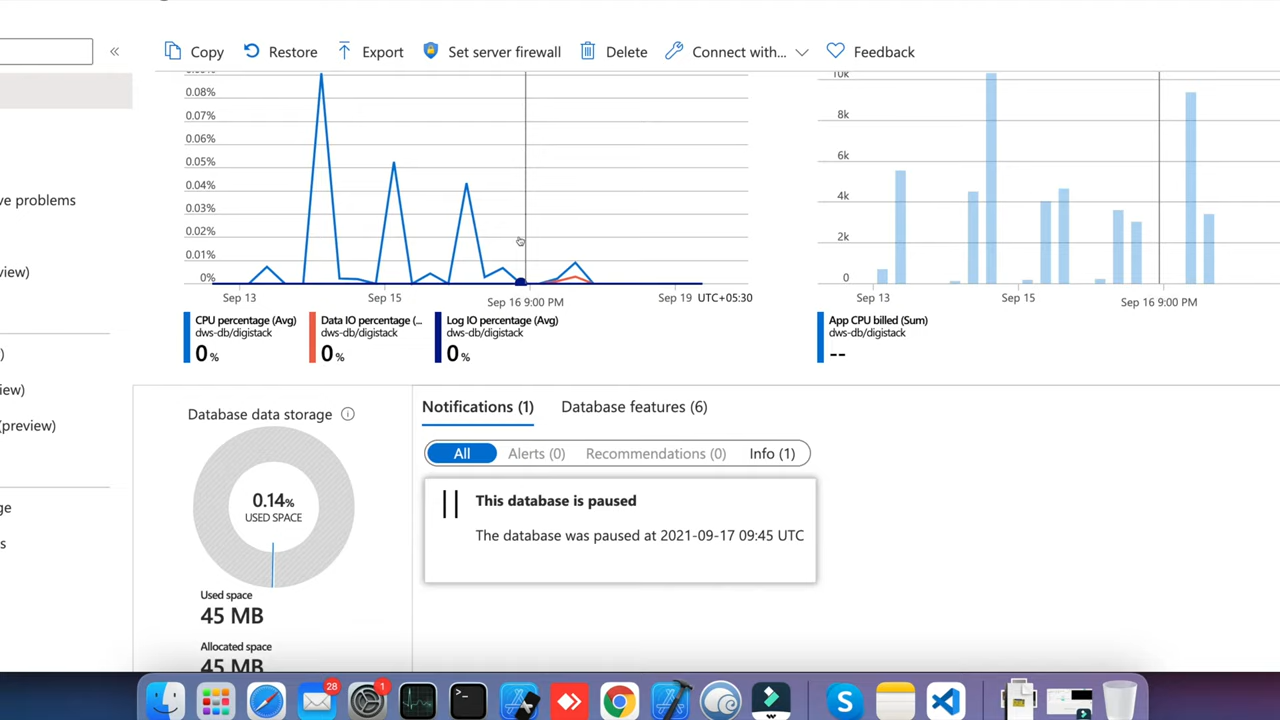 Copy Restore Export Set server firewall Delete Connect with... Feedback
0.08%
0.07%
0.06%
0.05%
0.04%
0.03%
0.02%
0.01%
0%
Sep 13 Sep 15 Sep 16 9:00 PM Sep 19 UTC+05:30
CPU percentage (Avg)
dws-db/digistack
0 %
Data IO percentage (...
dws-db/digistack
0 %
Log IO percentage (Avg)
dws-db/digistack
0 %
10k
8k
6k
4k
2k
0
Sep 13 Sep 15 Sep 16 9:00 PM
App CPU billed (Sum)
dws-db/digistack
--
ve problems
view)
)
iew)
(preview)
ge
s
Database data storage
0.14%
USED SPACE
Used space
45 MB
Allocated space
45 MB
Notifications (1) Database features (6)
All Alerts (0) Recommendations (0) Info (1)
This database is paused
The database was paused at 2021-09-17 09:45 UTC
28
1